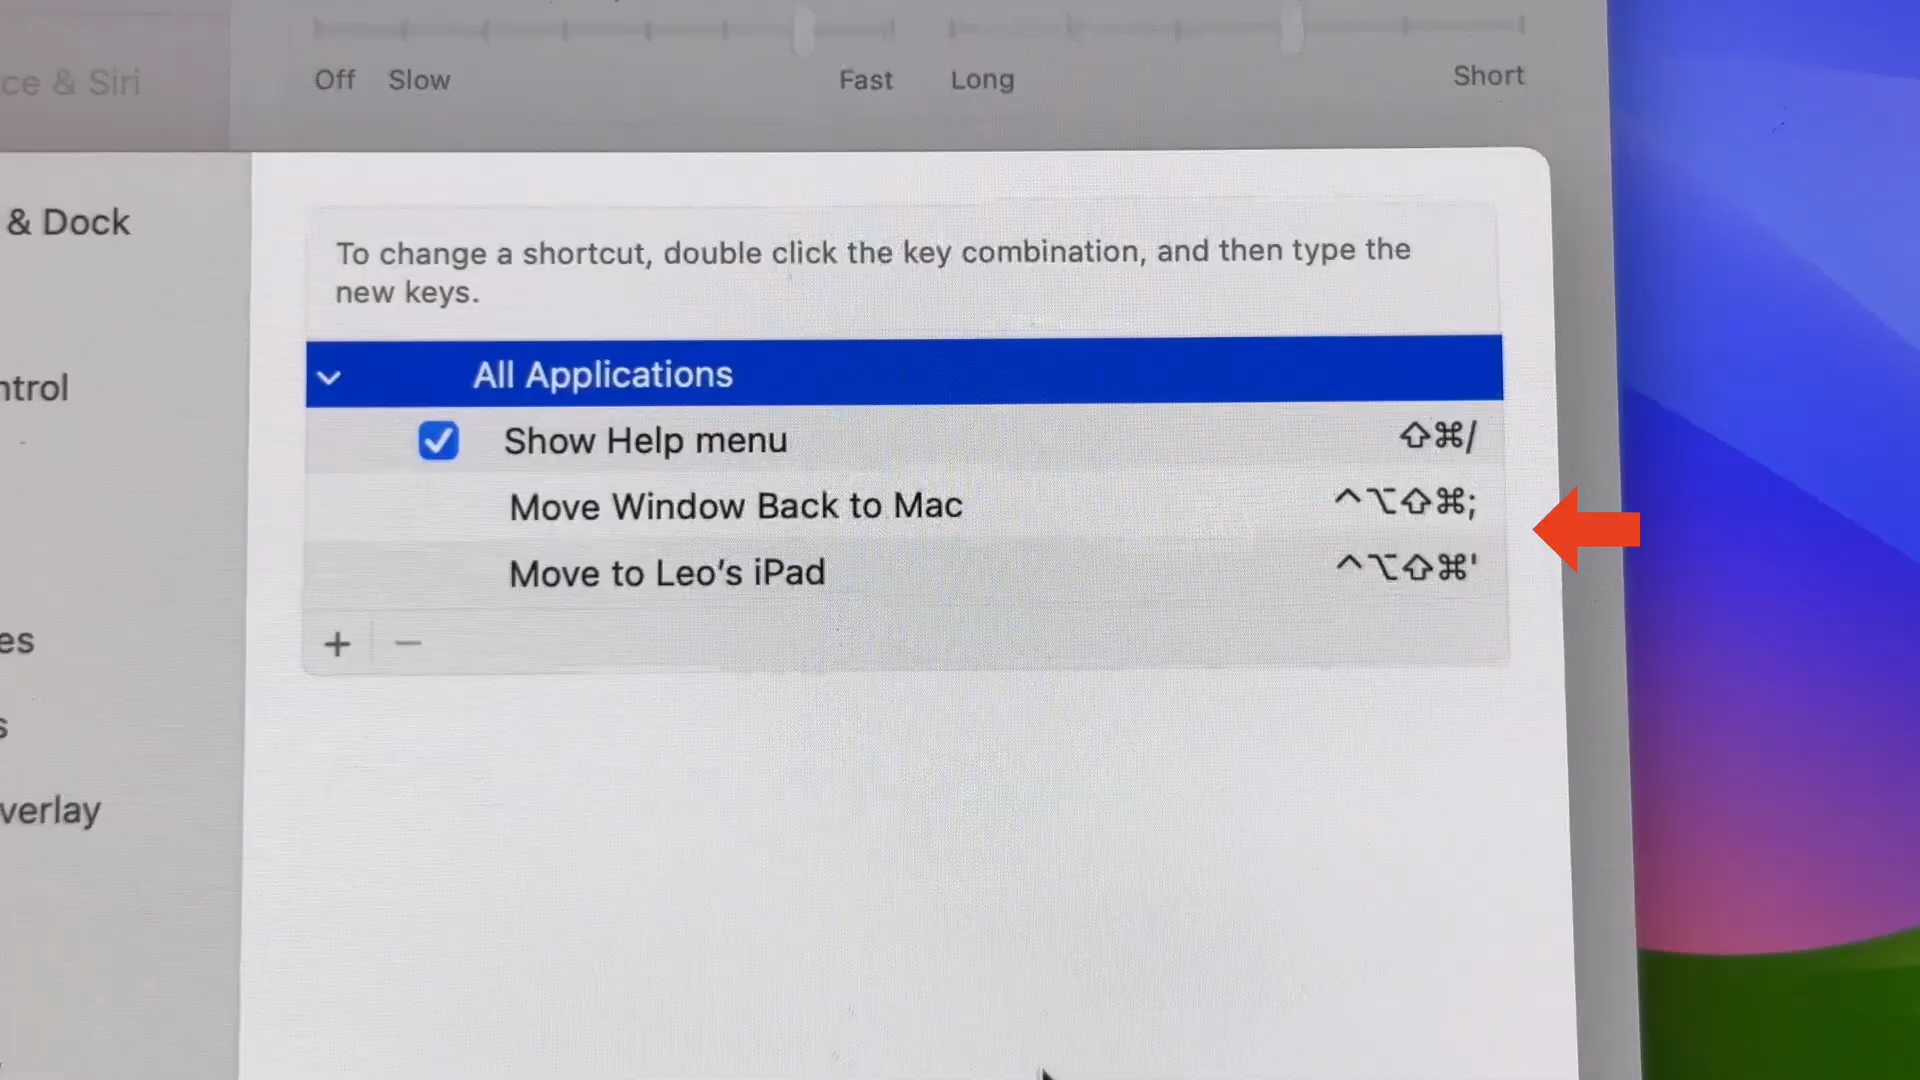 Off Slow Fast Long Short
ce & Siri
& Dock
To change a shortcut, double click the key combination, and then type the
new keys.
All Applications
Show Help menu ⇧⌘/
ntrol
Move Window Back to Mac ^⌥⇧⌘;
Move to Leo's iPad ^⌥⇧⌘'
es
+ −
s
verlay